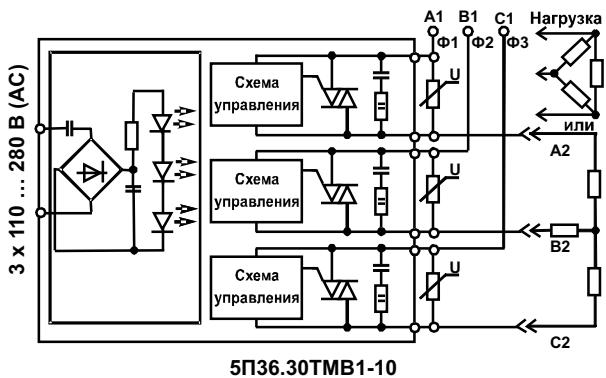 A1 B1 C1 Нагрузка
Ф1 Ф2 Ф3
3 x 110 ... 280 В (AC)
Схема
управления
U
или
A2
Схема
управления
U
B2
Схема
управления
U
C2
5П36.30ТМВ1-10